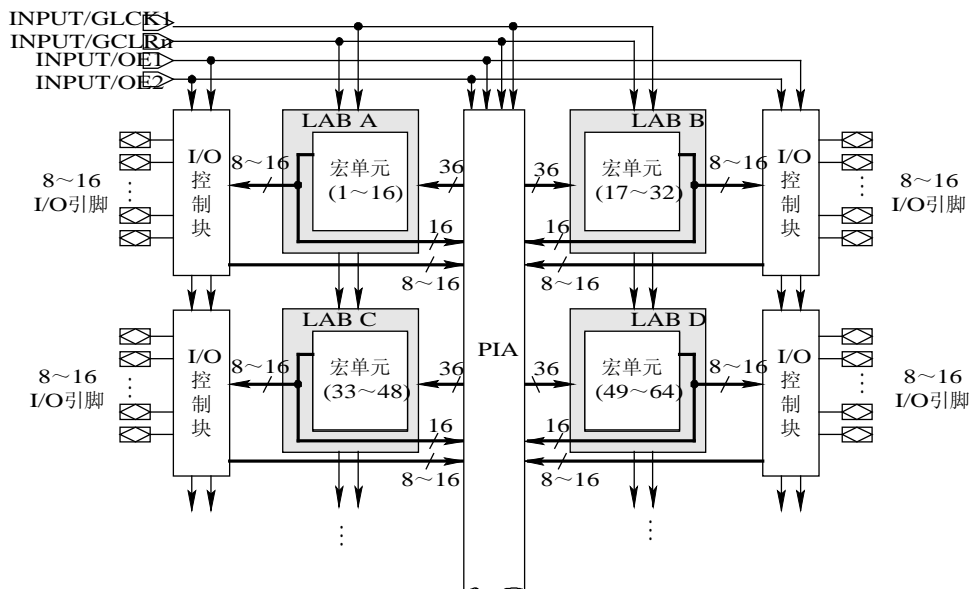 INPUT/GLCK1
INPUT/GCLRn
INPUT/OE1
INPUT/OE2
LAB A
LAB B
I/O
控
制
块
8～16
宏单元
(1～16)
36
36
宏单元
(17～32)
8～16
I/O
控
制
块
8～16
I/O引脚
8～16
I/O引脚
16
16
8～16
8～16
LAB C
LAB D
PIA
I/O
控
制
块
8～16
宏单元
(33～48)
36
36
宏单元
(49～64)
8～16
I/O
控
制
块
8～16
I/O引脚
8～16
I/O引脚
16
16
8～16
8～16